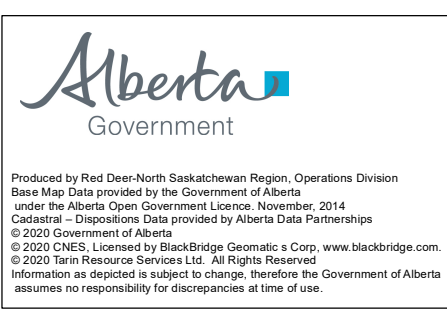 Alberta
Government
Produced by Red Deer-North Saskatchewan Region, Operations Division
Base Map Data provided by the Government of Alberta
under the Alberta Open Government Licence. November, 2014
Cadastral – Dispositions Data provided by Alberta Data Partnerships
© 2020 Government of Alberta
© 2020 CNES, Licensed by BlackBridge Geomatic s Corp, www.blackbridge.com.
© 2020 Tarin Resource Services Ltd. All Rights Reserved
Information as depicted is subject to change, therefore the Government of Alberta
assumes no responsibility for discrepancies at time of use.